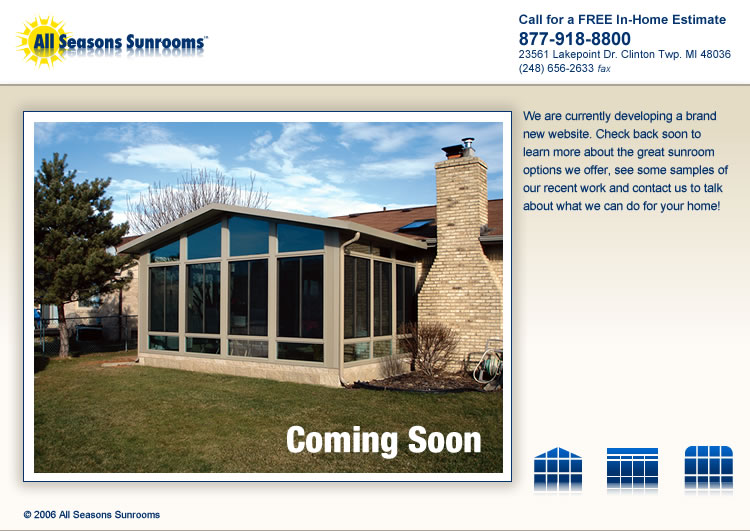 All Seasons Sunrooms™
Call for a FREE In-Home Estimate
877-918-8800
23561 Lakepoint Dr. Clinton Twp. MI 48036
(248) 656-2633 fax
We are currently developing a brand
new website. Check back soon to
learn more about the great sunroom
options we offer, see some samples of
our recent work and contact us to talk
about what we can do for your home!
Coming Soon
© 2006 All Seasons Sunrooms